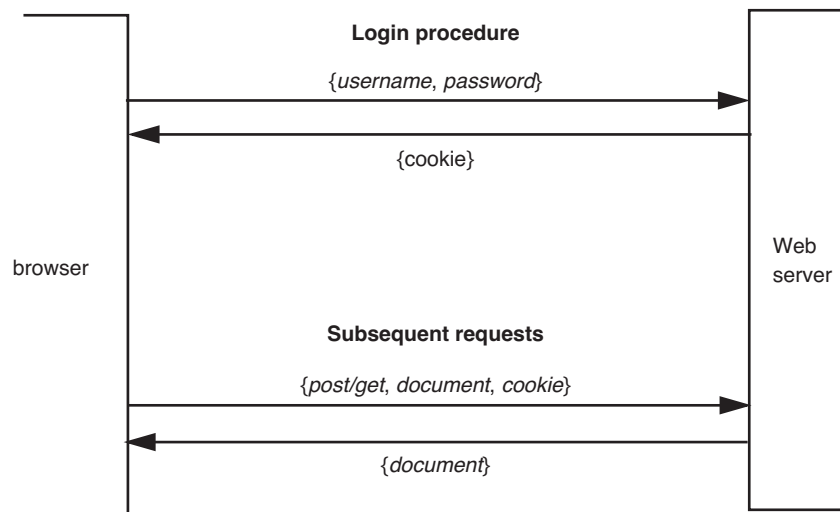 Login procedure
{username, password}
{cookie}
browser
Web
server
Subsequent requests
{post/get, document, cookie}
{document}